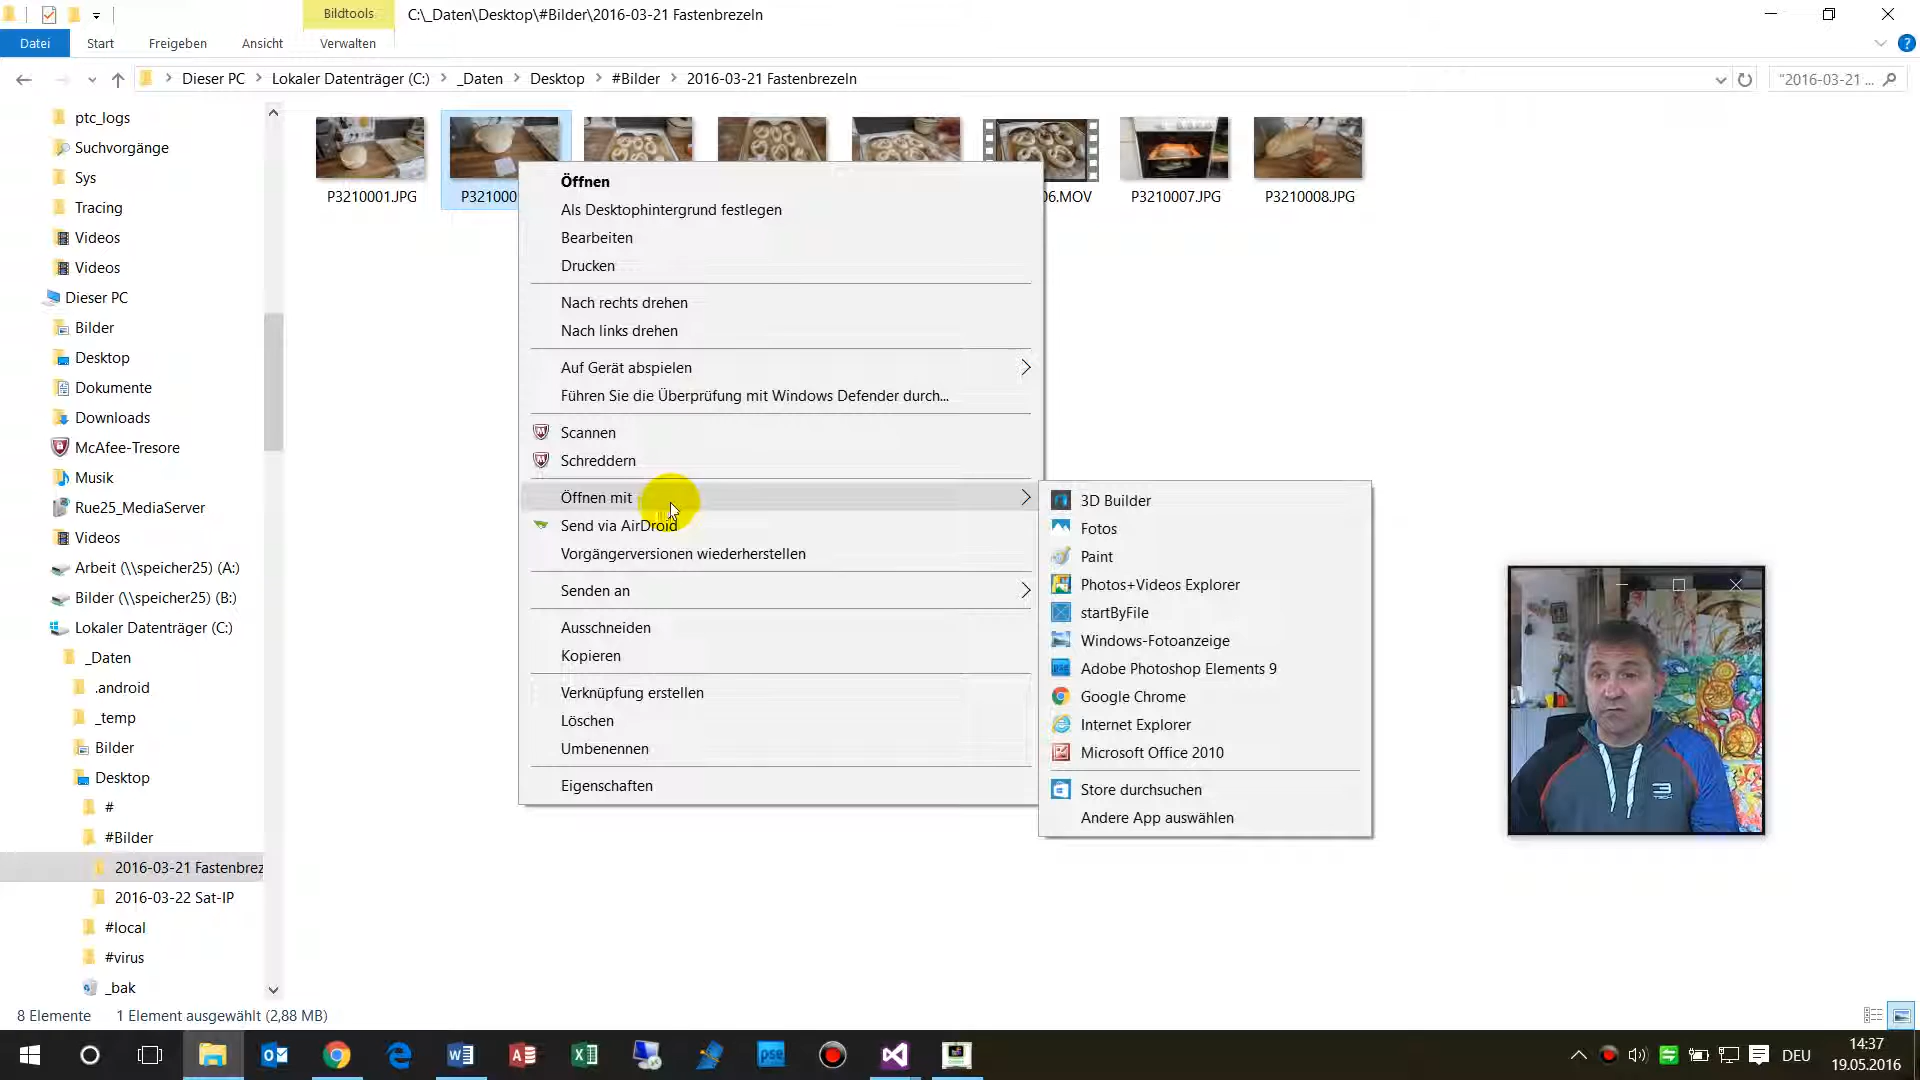 Bildtools
C:\_Daten\Desktop\#Bilder\2016-03-21 Fastenbrezeln
Datei
Start
Freigeben
Ansicht
Verwalten
Dieser PC
Lokaler Datenträger (C:)
_Daten
Desktop
#Bilder
2016-03-21 Fastenbrezeln
"2016-03-21 ...
ptc_logs
Suchvorgänge
Sys
Tracing
Videos
Videos
Dieser PC
Bilder
Desktop
Dokumente
Downloads
McAfee-Tresore
Musik
Rue25_MediaServer
Videos
Arbeit (\\speicher25) (A:)
Bilder (\\speicher25) (B:)
Lokaler Datenträger (C:)
_Daten
.android
_temp
Bilder
Desktop
#
#Bilder
2016-03-21 Fastenbrez
2016-03-22 Sat-IP
#local
#virus
_bak
P3210001.JPG
P321000
06.MOV
P3210007.JPG
P3210008.JPG
Öffnen
Als Desktophintergrund festlegen
Bearbeiten
Drucken
Nach rechts drehen
Nach links drehen
Auf Gerät abspielen
Führen Sie die Überprüfung mit Windows Defender durch...
Scannen
Schreddern
Öffnen mit
Send via AirDroid
Vorgängerversionen wiederherstellen
Senden an
Ausschneiden
Kopieren
Verknüpfung erstellen
Löschen
Umbenennen
Eigenschaften
3D Builder
Fotos
Paint
Photos+Videos Explorer
startByFile
Windows-Fotoanzeige
Adobe Photoshop Elements 9
Google Chrome
Internet Explorer
Microsoft Office 2010
Store durchsuchen
Andere App auswählen
8 Elemente
1 Element ausgewählt (2,88 MB)
DEU
14:37
19.05.2016